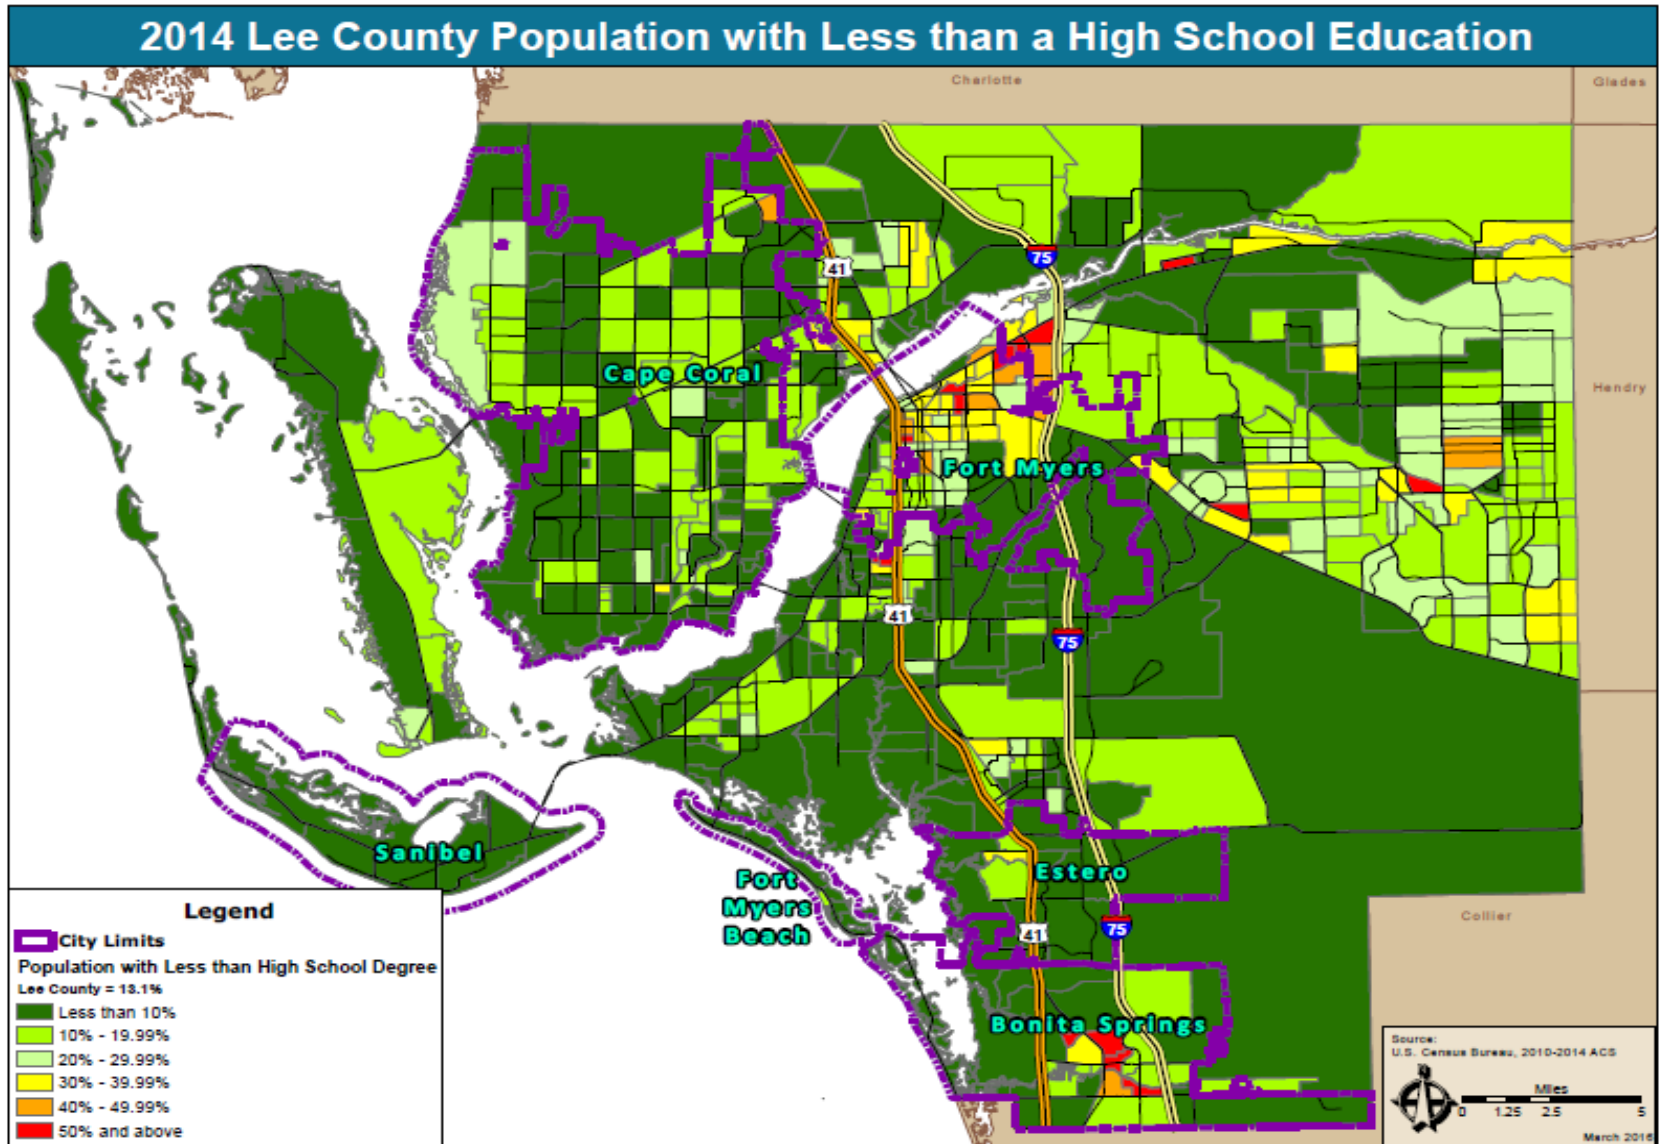 2014 Lee County Population with Less than a High School Education
Charlotte
Glades
75
41
Cape Coral
Hendry
Fort Myers
41
75
Sanibel
Fort
Myers
Beach
Estero
41
75
Collier
Bonita Springs
Legend
City Limits
Population with Less than High School Degree
Lee County = 13.1%
Less than 10%
10% - 19.99%
20% - 29.99%
30% - 39.99%
40% - 49.99%
50% and above
Source:
U.S. Census Bureau, 2010-2014 ACS
Miles
0 1.25 2.5 5
March 2016